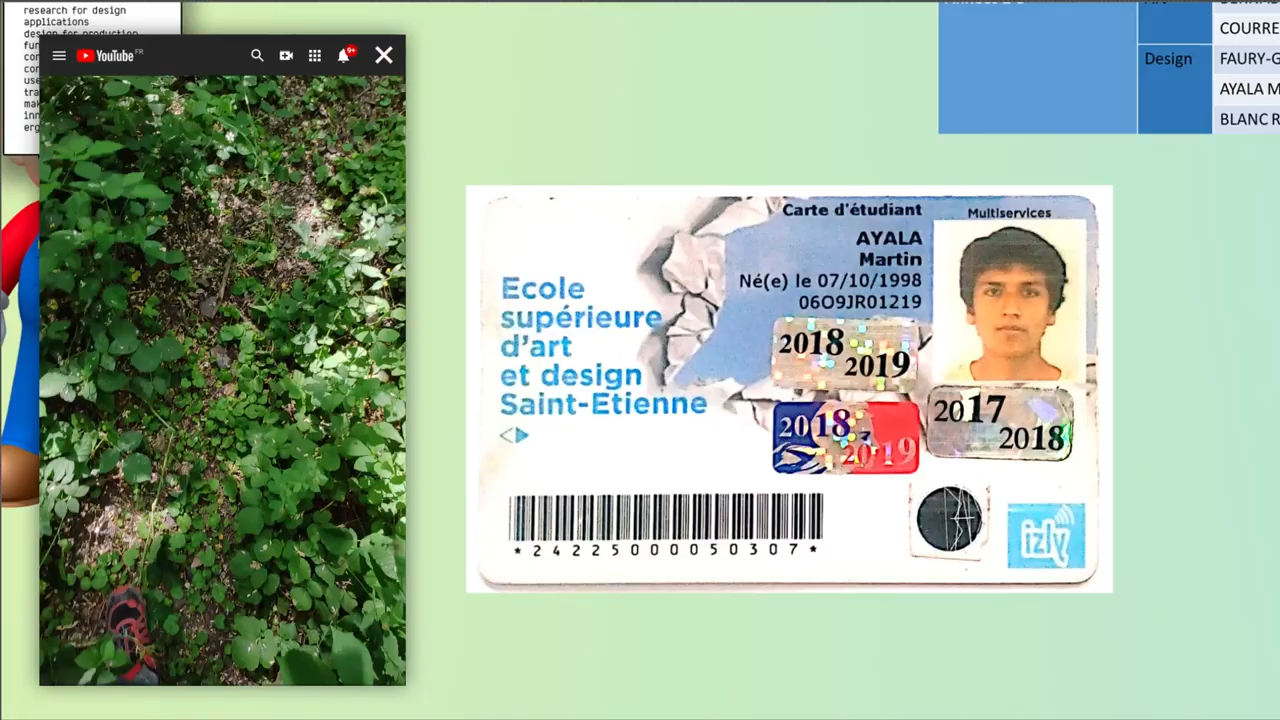 research for design
applications
design for production
YouTube FR
9+
Design
COURRE
FAURY-G
AYALA M
BLANC R
Carte d'étudiant
Multiservices
AYALA
Martin
Né(e) le 07/10/1998
06O9JR01219
Ecole
supérieure
d'art
et design
Saint-Etienne
2018
2019
2018
2019
2017
2018
*24225000050307*
izly